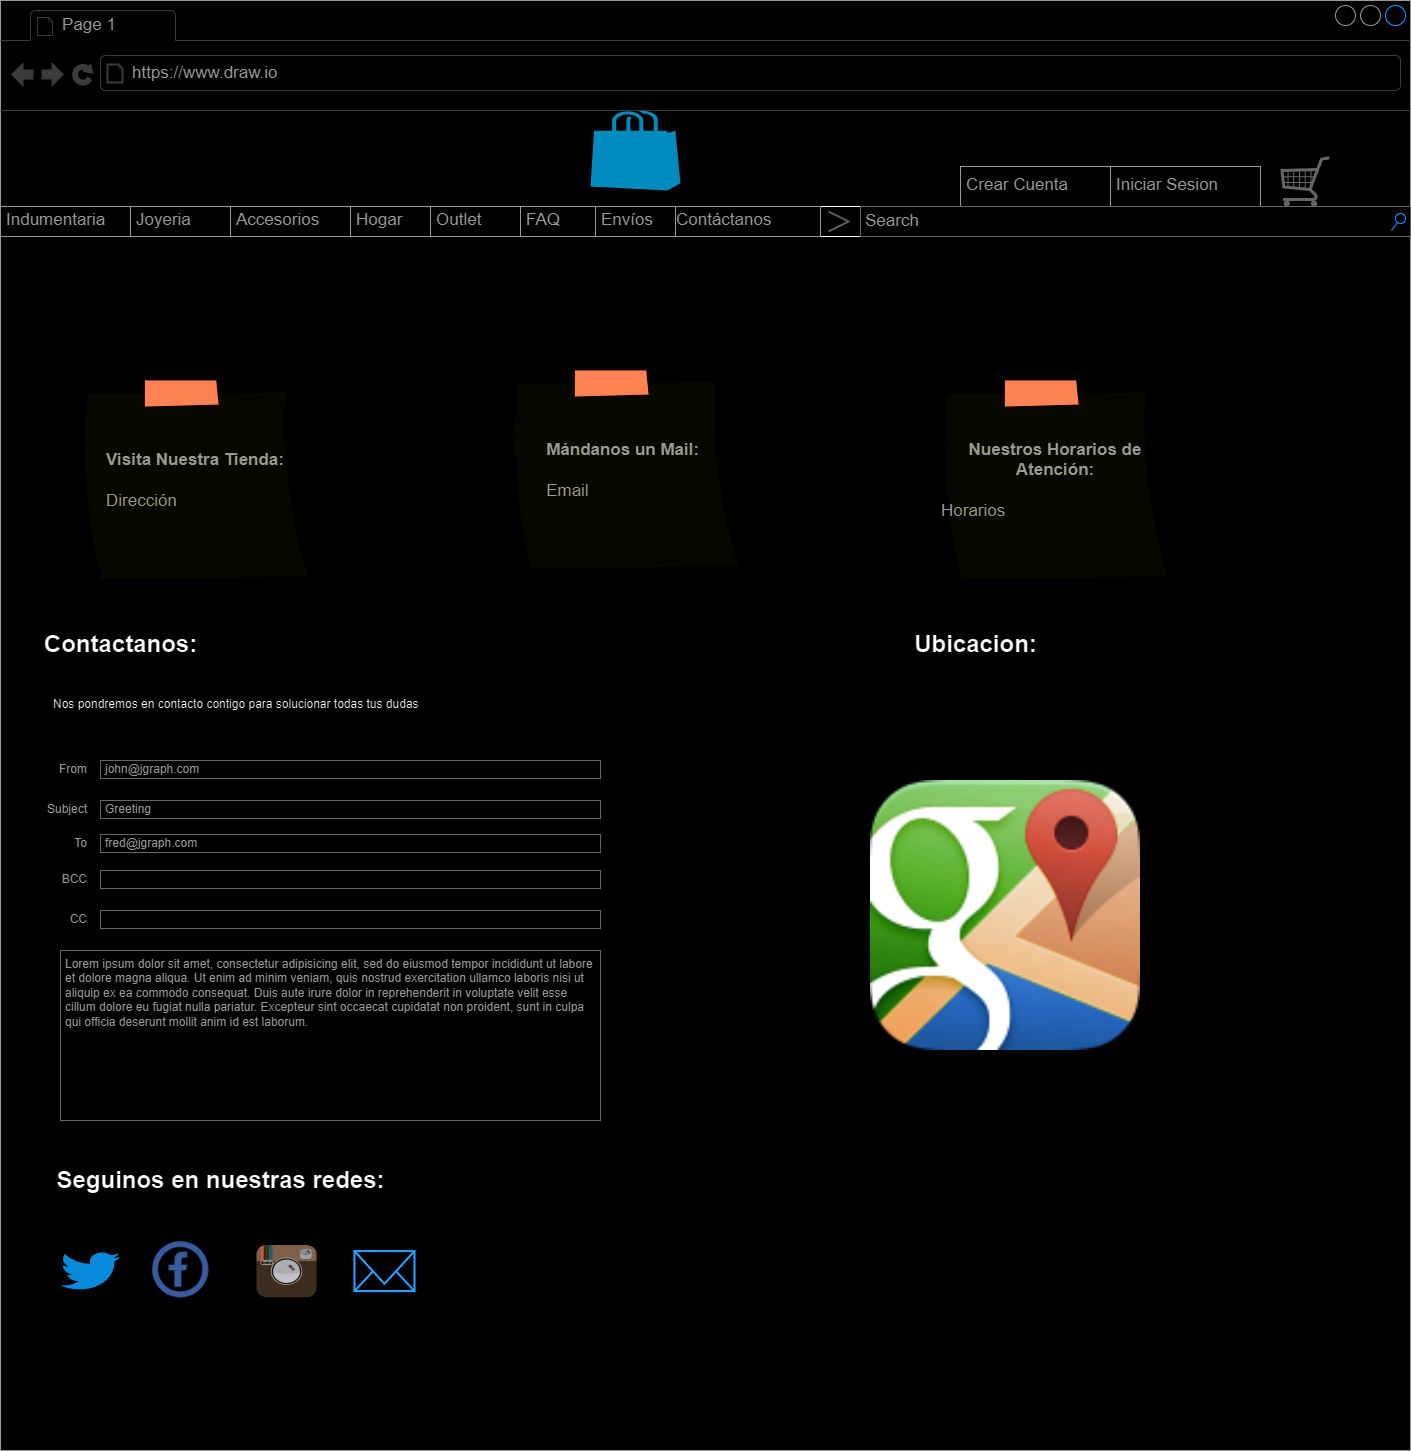 Page 1
https://www.draw.io
Crear Cuenta
Iniciar Sesion
Indumentaria
Joyeria
Accesorios
Hogar
Outlet
FAQ
Envíos
Contáctanos
Search
Visita Nuestra Tienda:
Dirección
Mándanos un Mail:
Email
Nuestros Horarios de
Atención:
Horarios
Contactanos:
Ubicacion:
Nos pondremos en contacto contigo para solucionar todas tus dudas
From john@jgraph.com
Subject Greeting
To fred@jgraph.com
BCC
CC
Lorem ipsum dolor sit amet, consectetur adipisicing elit, sed do eiusmod tempor incididunt ut labore
et dolore magna aliqua. Ut enim ad minim veniam, quis nostrud exercitation ullamco laboris nisi ut
aliquip ex ea commodo consequat. Duis aute irure dolor in reprehenderit in voluptate velit esse
cillum dolore eu fugiat nulla pariatur. Excepteur sint occaecat cupidatat non proident, sunt in culpa
qui officia deserunt mollit anim id est laborum.
Seguinos en nuestras redes: